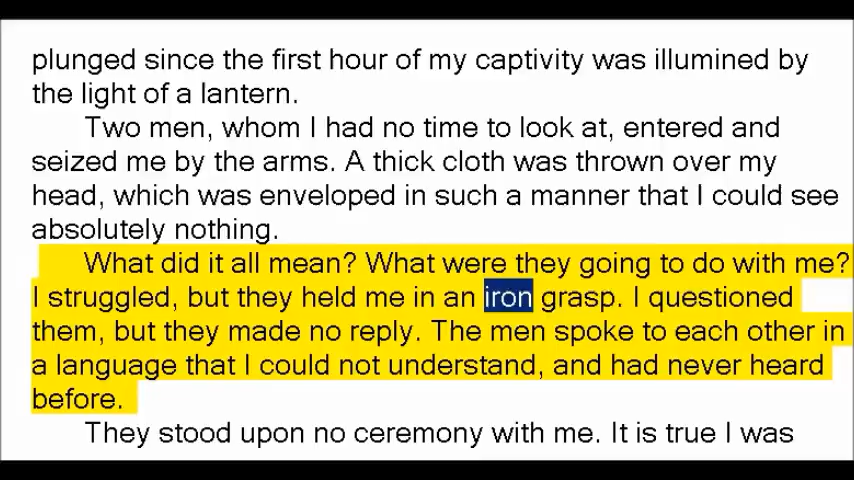 plunged since the first hour of my captivity was illumined by
the light of a lantern.
Two men, whom I had no time to look at, entered and
seized me by the arms. A thick cloth was thrown over my
head, which was enveloped in such a manner that I could see
absolutely nothing.
What did it all mean? What were they going to do with me?
I struggled, but they held me in an iron grasp. I questioned
them, but they made no reply. The men spoke to each other in
a language that I could not understand, and had never heard
before.
They stood upon no ceremony with me. It is true I was